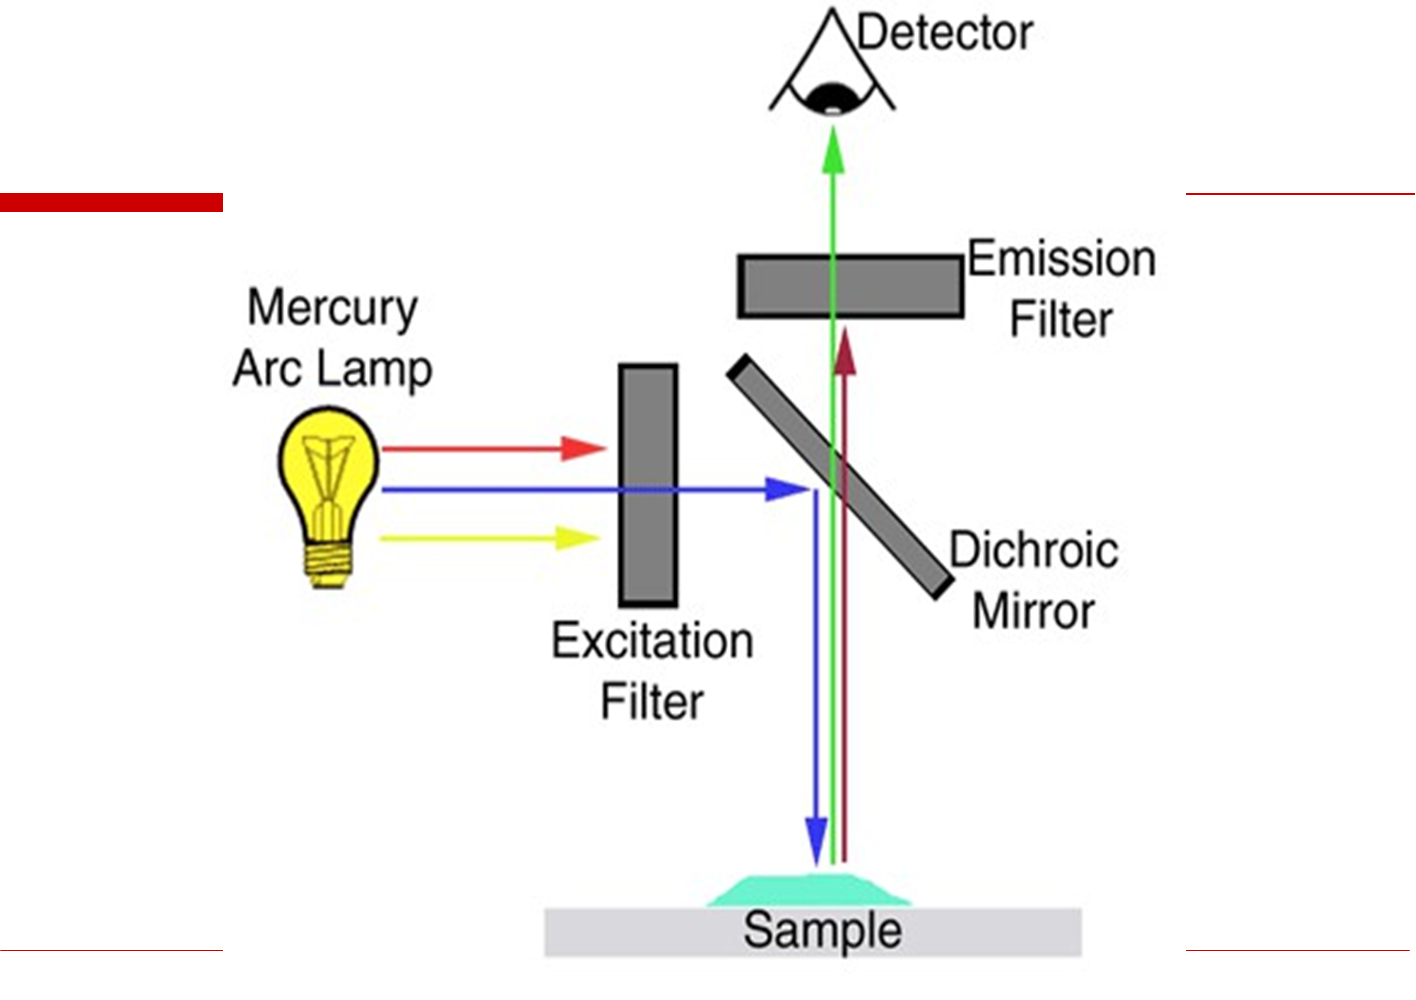 Detector
Emission
Filter
Mercury
Arc Lamp
Dichroic
Mirror
Excitation
Filter
Sample